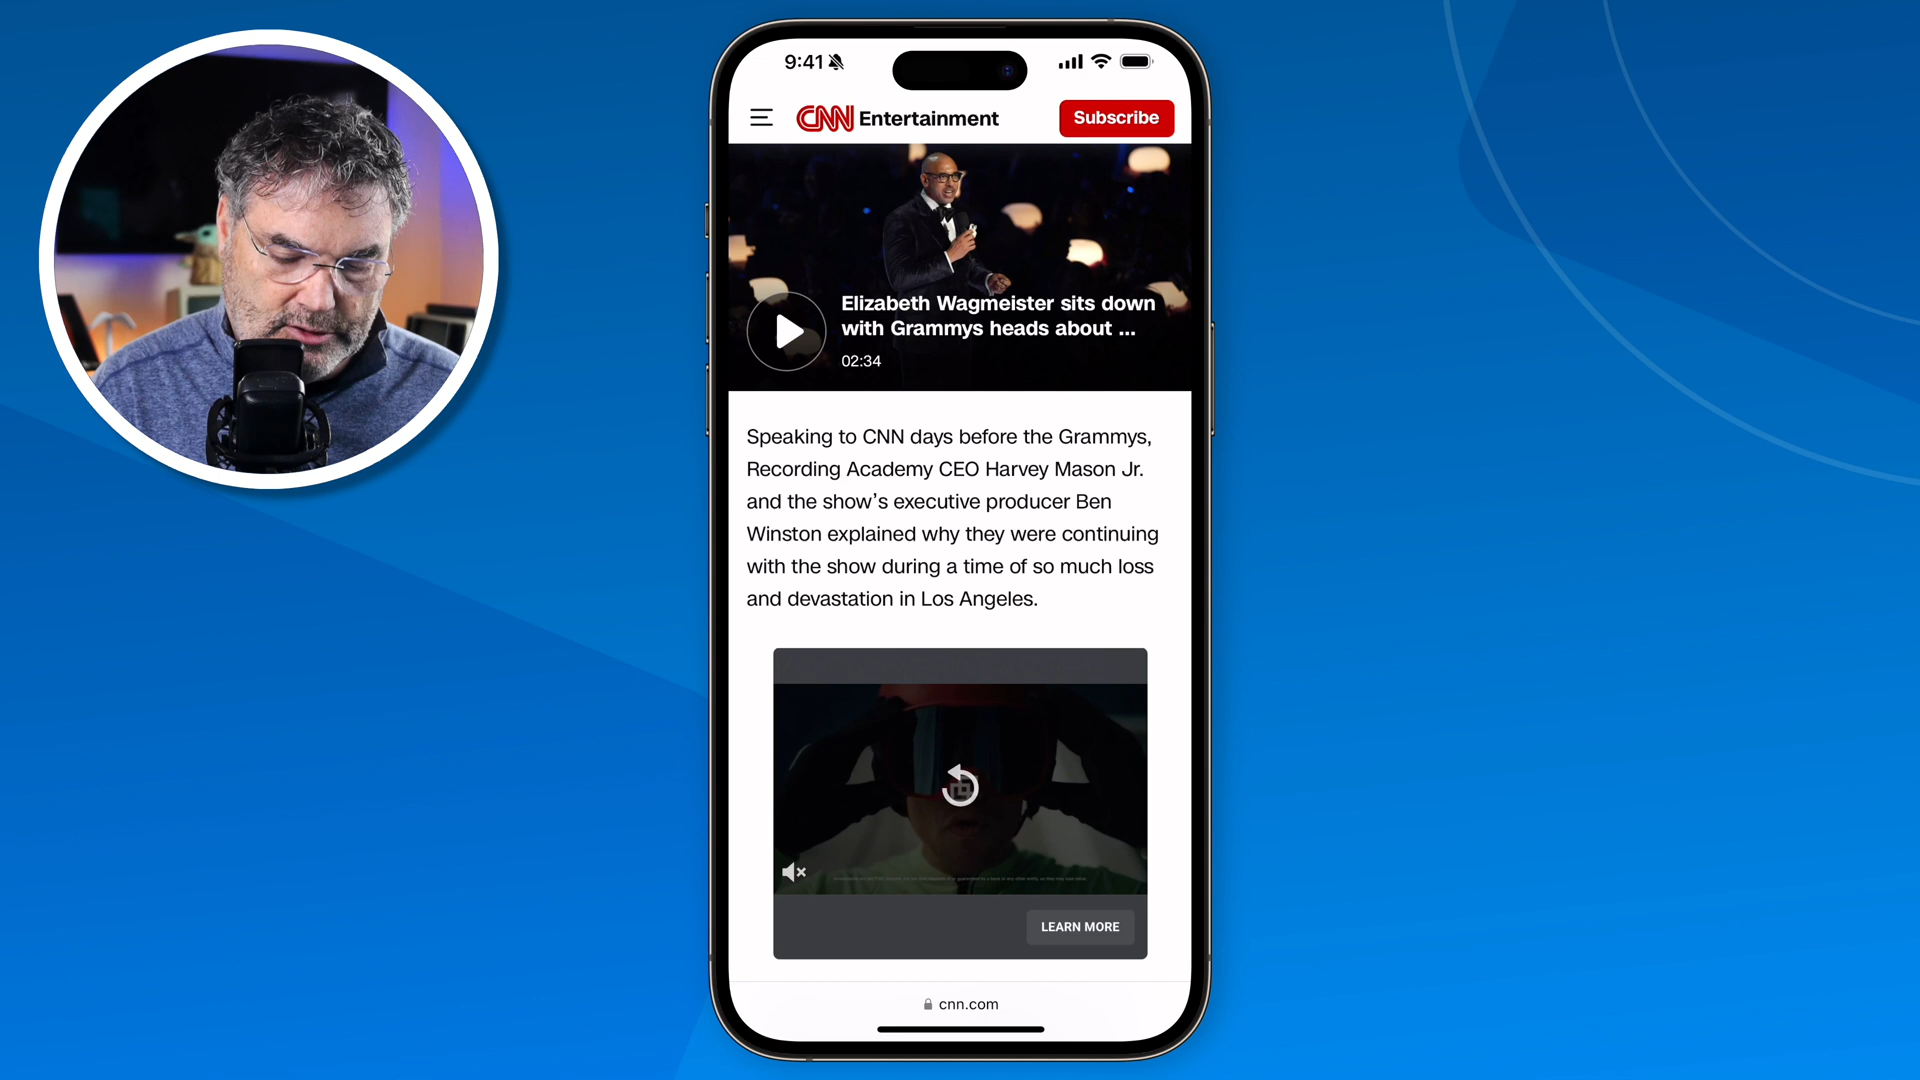 9:41
CNN Entertainment
Subscribe
Elizabeth Wagmeister sits down
with Grammys heads about ...
02:34
Speaking to CNN days before the Grammys,
Recording Academy CEO Harvey Mason Jr.
and the show’s executive producer Ben
Winston explained why they were continuing
with the show during a time of so much loss
and devastation in Los Angeles.
LEARN MORE
cnn.com